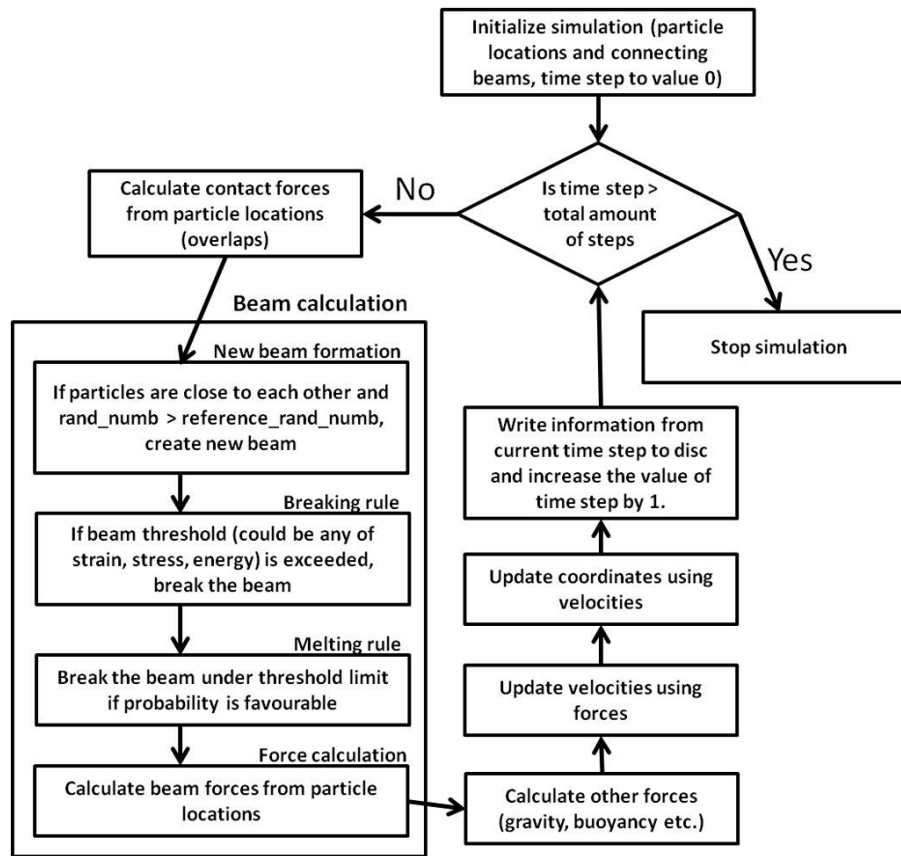 Initialize simulation (particle
locations and connecting
beams, time step to value 0)
Is time step >
total amount
of steps
No
Yes
Stop simulation
Calculate contact forces
from particle locations
(overlaps)
Beam calculation
New beam formation
If particles are close to each other and
rand_numb > reference_rand_numb,
create new beam
Breaking rule
If beam threshold (could be any of
strain, stress, energy) is exceeded,
break the beam
Melting rule
Break the beam under threshold limit
if probability is favourable
Force calculation
Calculate beam forces from particle
locations
Calculate other forces
(gravity, buoyancy etc.)
Update velocities using
forces
Update coordinates using
velocities
Write information from
current time step to disc
and increase the value of
time step by 1.